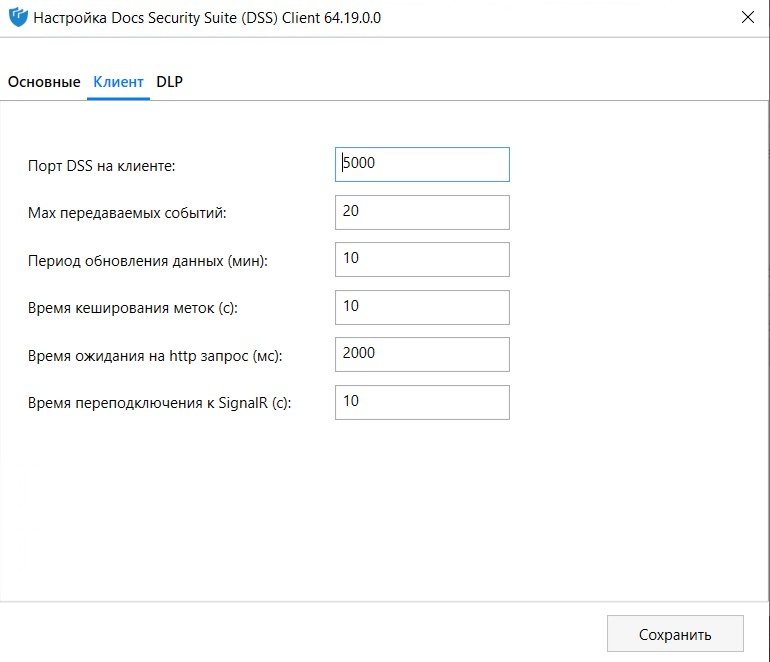 Настройка Docs Security Suite (DSS) Client 64.19.0.0
Основные Клиент DLP
Порт DSS на клиенте: 5000
Max передаваемых событий: 20
Период обновления данных (мин): 10
Время кеширования меток (с): 10
Время ожидания на http запрос (мс): 2000
Время переподключения к SignalR (с): 10
Сохранить